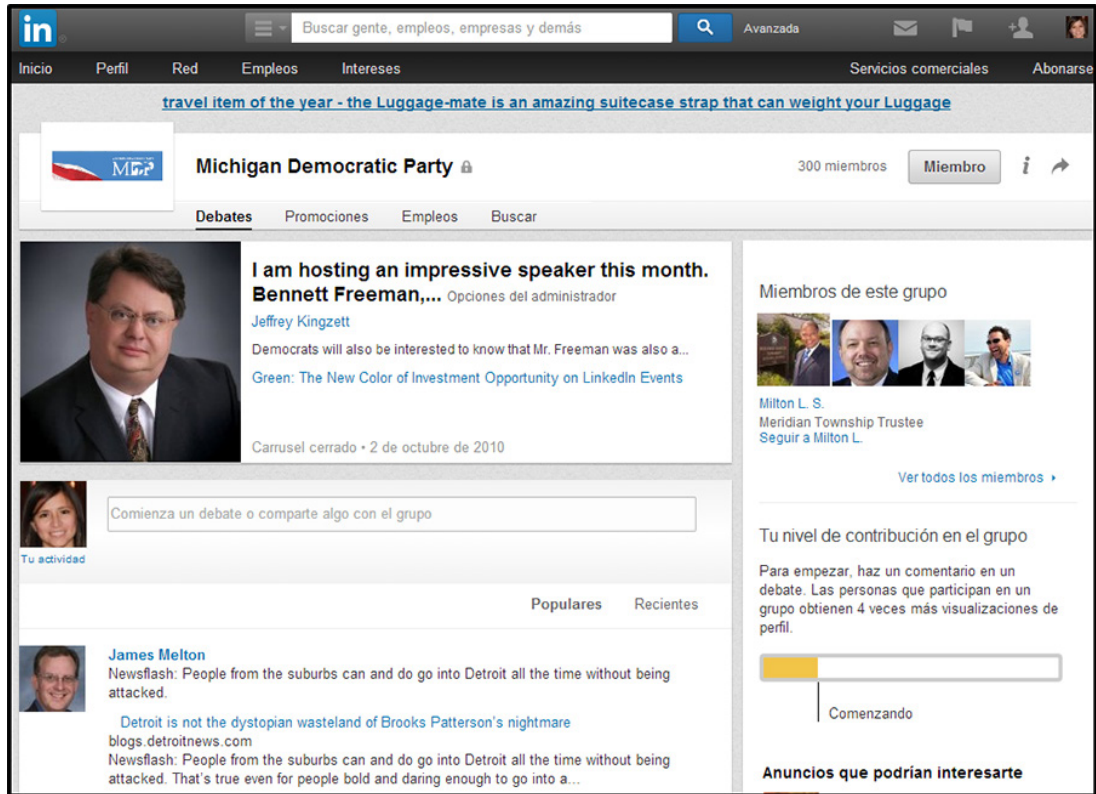 in
Buscar gente, empleos, empresas y demás
Avanzada
Inicio Perfil Red Empleos Intereses Servicios comerciales Abonarse
travel item of the year - the Luggage-mate is an amazing suitecase strap that can weight your Luggage
MDP
Michigan Democratic Party
300 miembros
Miembro
i
Debates Promociones Empleos Buscar
I am hosting an impressive speaker this month.
Bennett Freeman,... Opciones del administrador
Jeffrey Kingzett
Democrats will also be interested to know that Mr. Freeman was also a...
Green: The New Color of Investment Opportunity on LinkedIn Events
Carrusel cerrado • 2 de octubre de 2010
Comienza un debate o comparte algo con el grupo
Tu actividad
Populares Recientes
James Melton
Newsflash: People from the suburbs can and do go into Detroit all the time without being
attacked.
Detroit is not the dystopian wasteland of Brooks Patterson's nightmare
blogs.detroitnews.com
Newsflash: People from the suburbs can and do go into Detroit all the time without being
attacked. That's true even for people bold and daring enough to go into a...
Miembros de este grupo
Milton L. S.
Meridian Township Trustee
Seguir a Milton L.
Ver todos los miembros
Tu nivel de contribución en el grupo
Para empezar, haz un comentario en un
debate. Las personas que participan en un
grupo obtienen 4 veces más visualizaciones de
perfil.
Comenzando
Anuncios que podrían interesarte